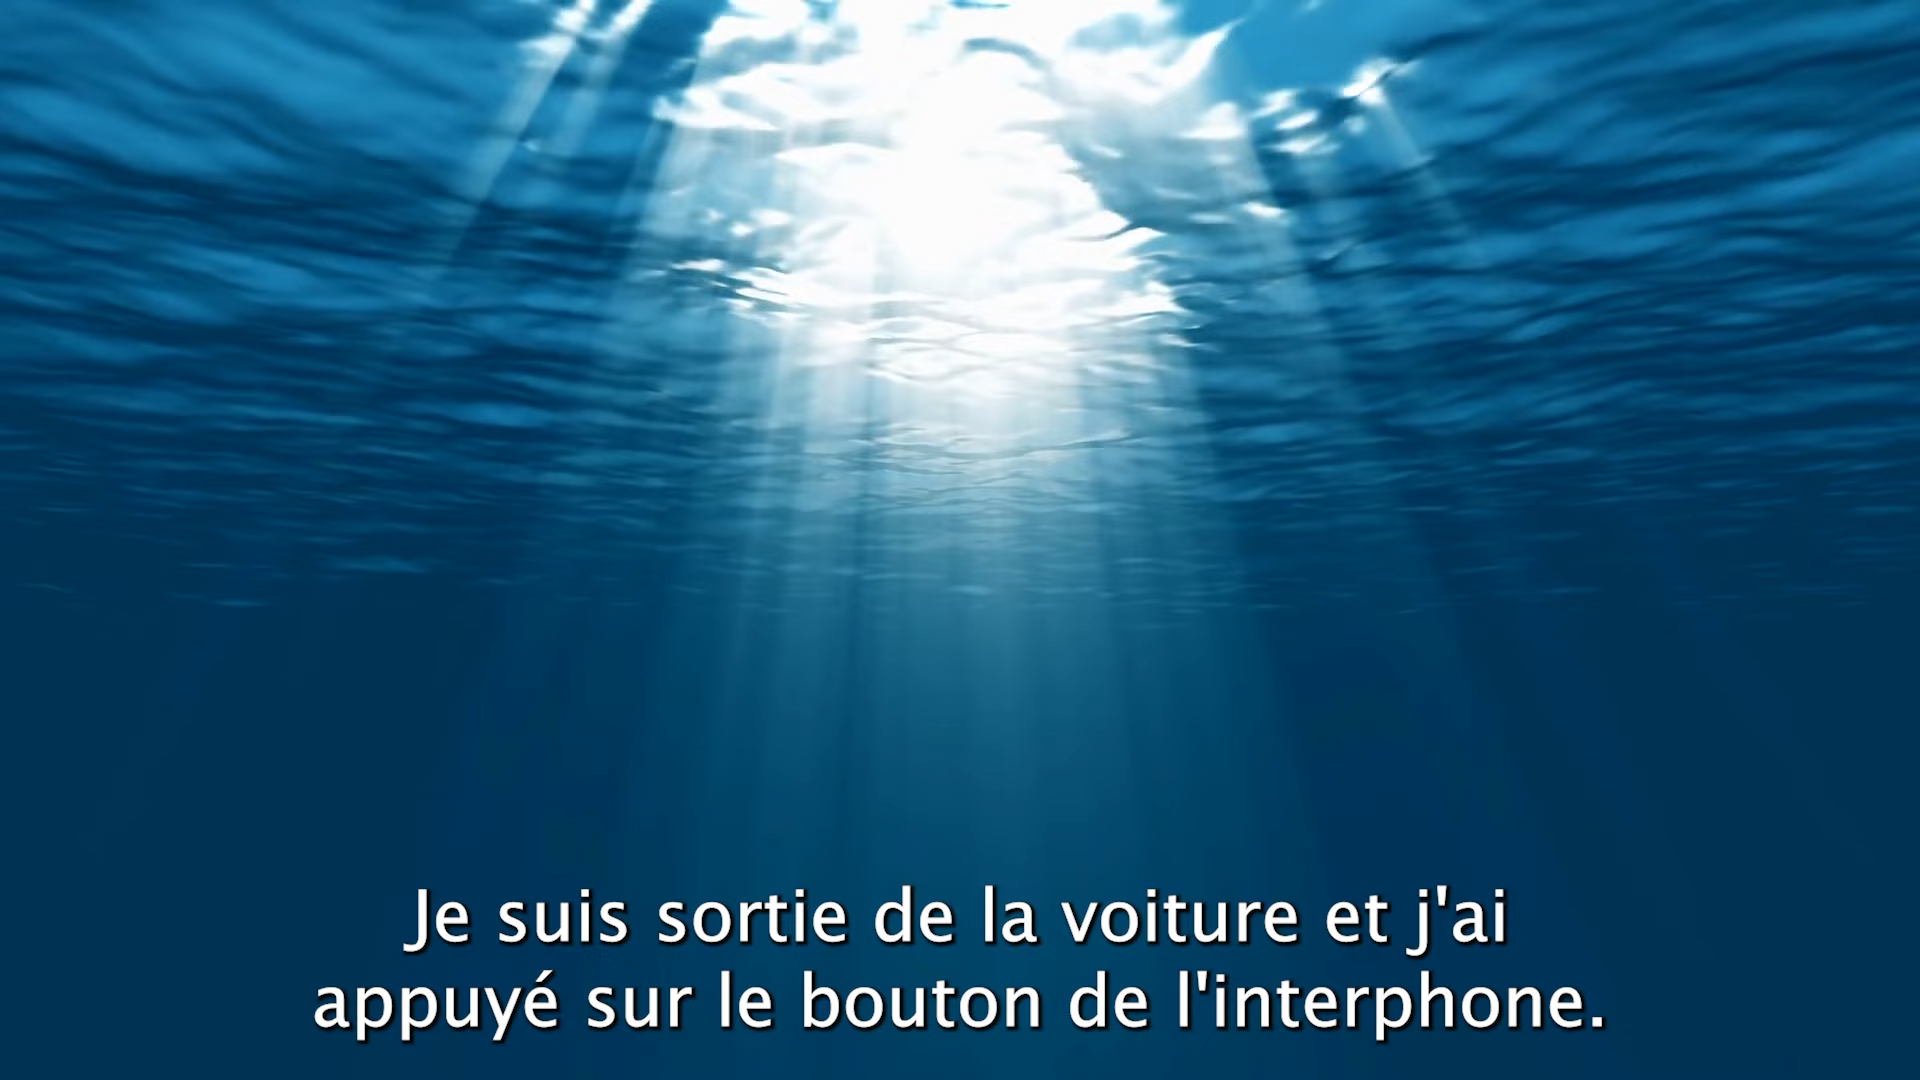 Je suis sortie de la voiture et j'ai
appuyé sur le bouton de l'interphone.